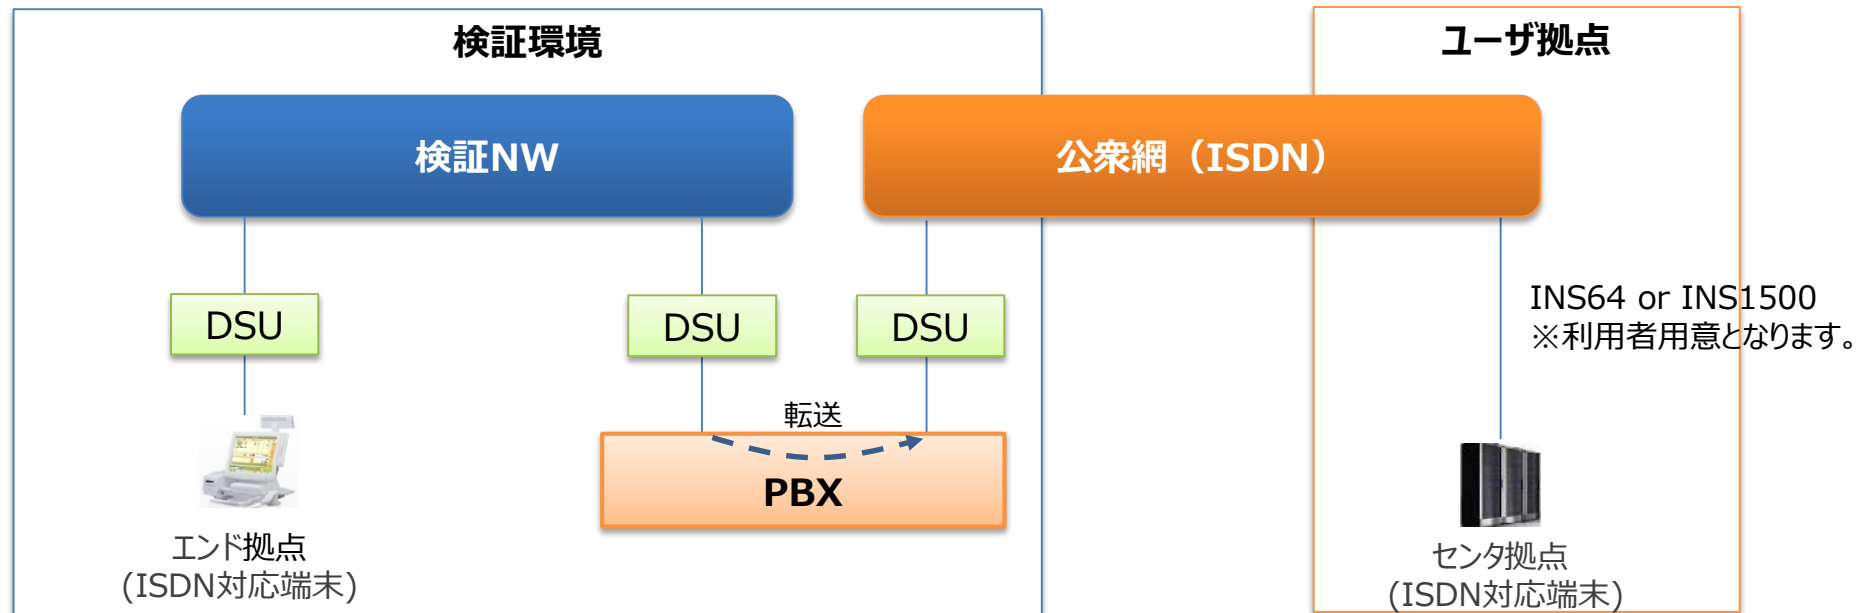 検証環境
ユーザ拠点
検証NW
公衆網（ISDN）
DSU
DSU
DSU
INS64 or INS1500
※利用者用意となります。
転送
PBX
エンド拠点
(ISDN対応端末)
センタ拠点
(ISDN対応端末)